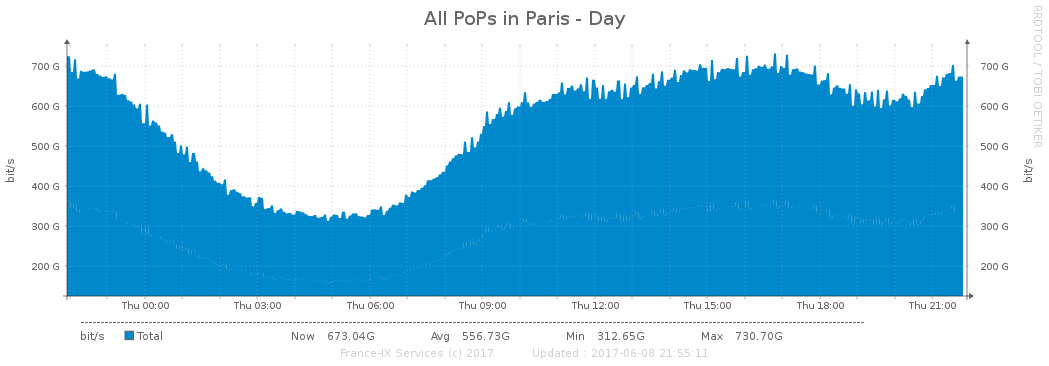 All PoPs in Paris - Day
RRDTOOL / TOBI OETIKER
bit/s
700 G
600 G
500 G
400 G
300 G
200 G
700 G
600 G
500 G
400 G
300 G
200 G
bit/s
Thu 00:00 Thu 03:00 Thu 06:00 Thu 09:00 Thu 12:00 Thu 15:00 Thu 18:00 Thu 21:00
bit/s Total Now 673.04G Avg 556.73G Min 312.65G Max 730.70G
France-IX Services (c) 2017 Updated : 2017-06-08 21:55:11